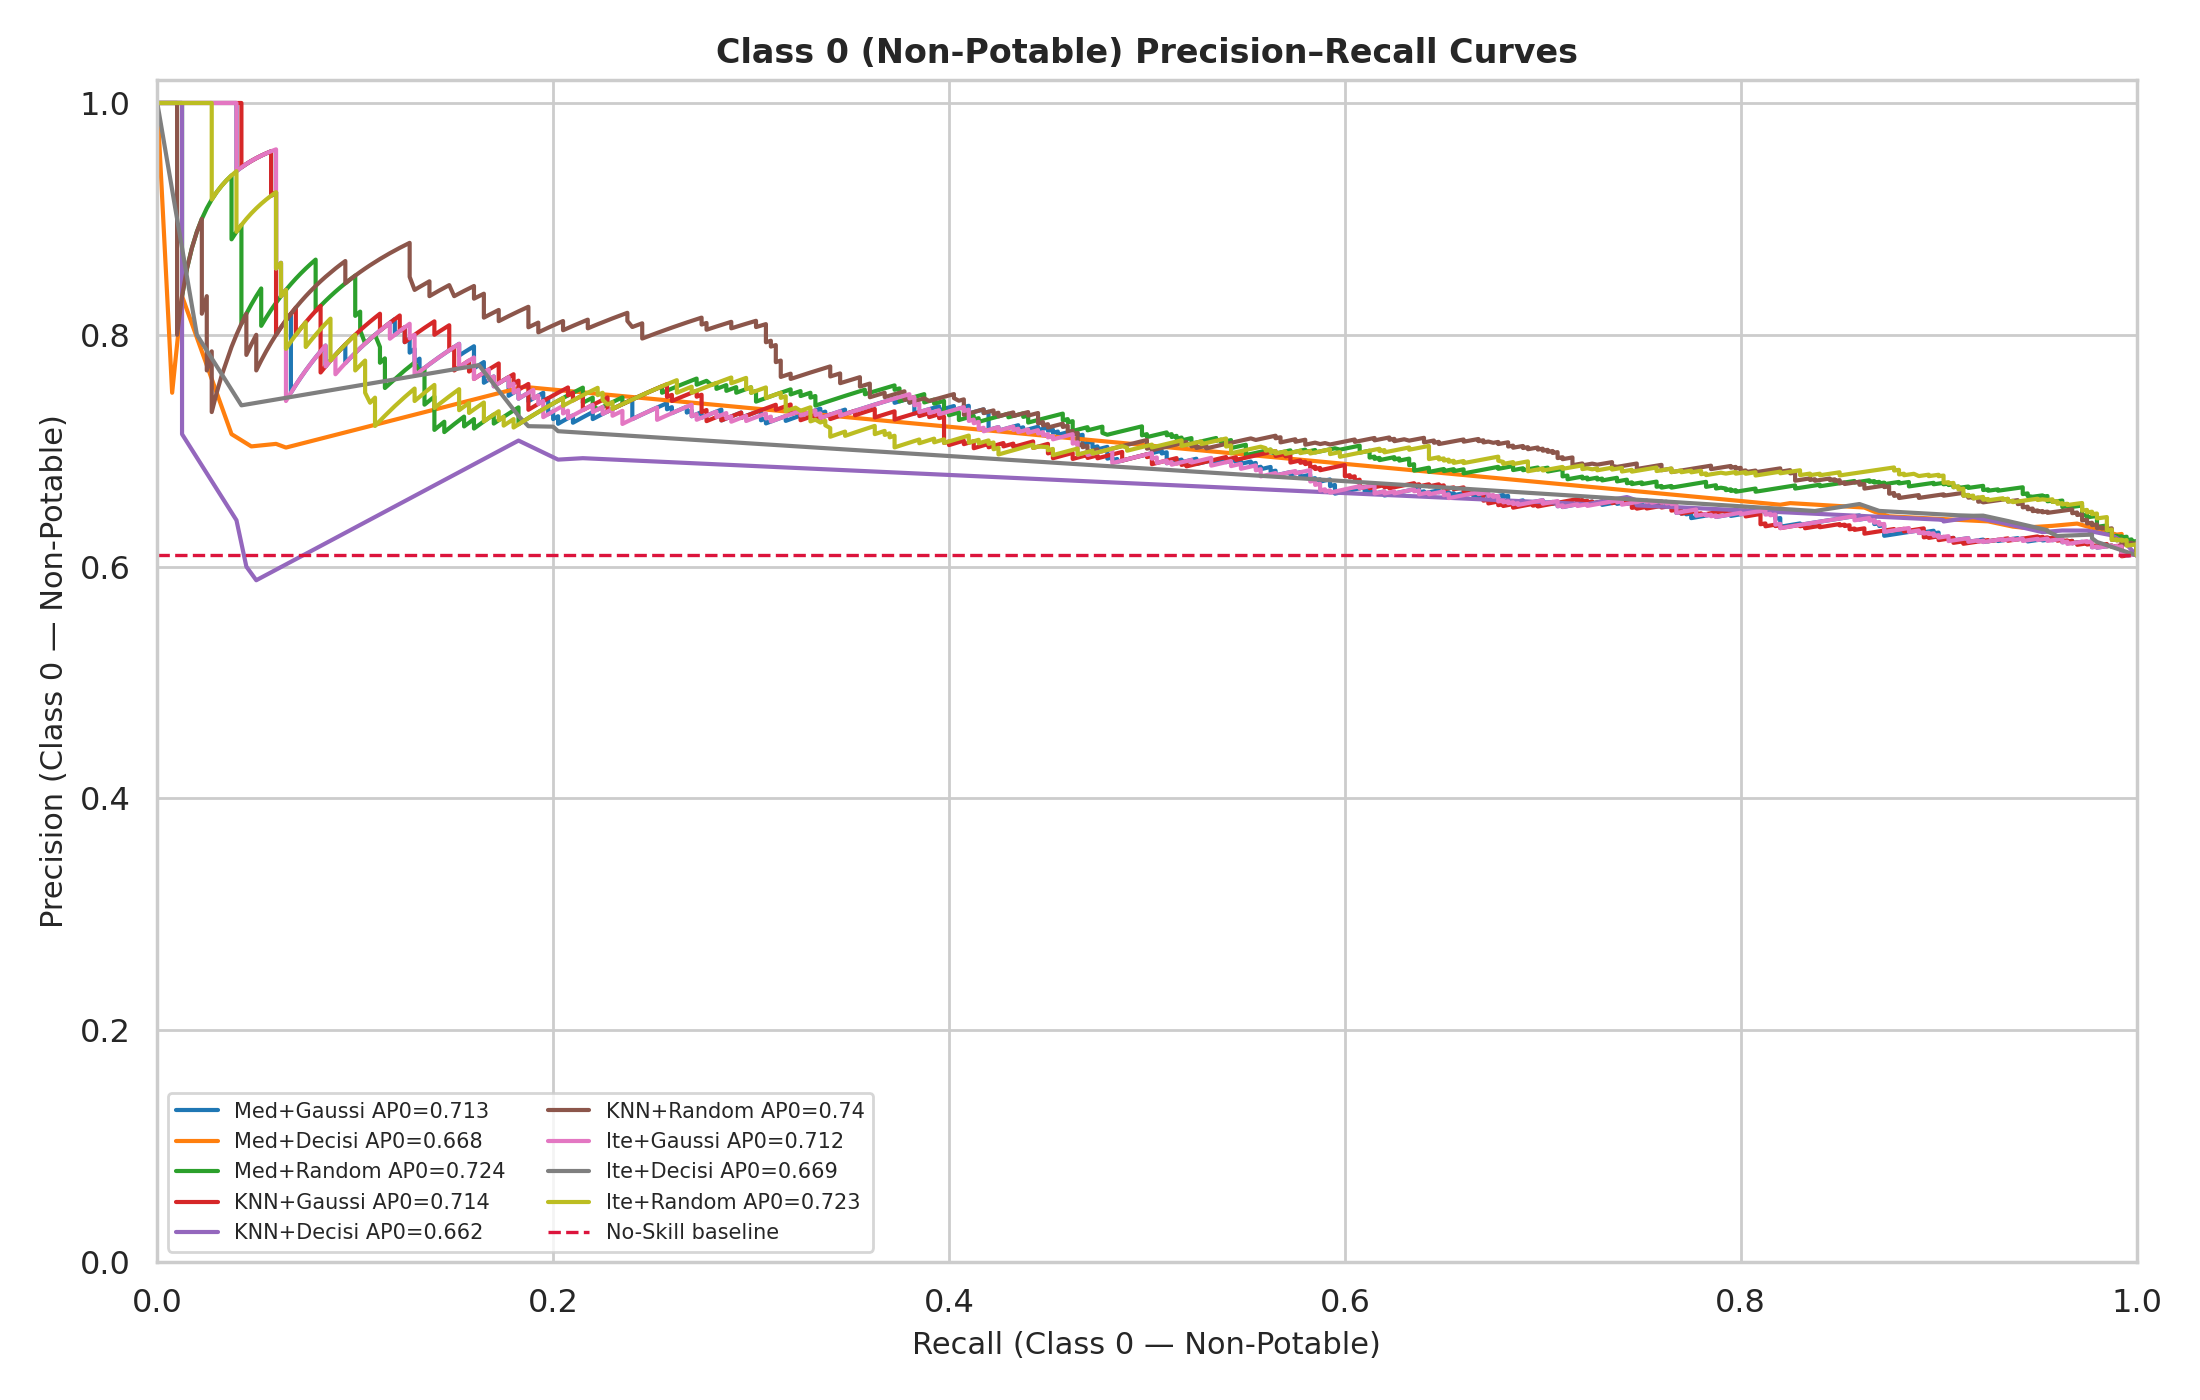 Class 0 (Non-Potable) Precision–Recall Curves
Precision (Class 0 — Non-Potable)
1.0
0.8
0.6
0.4
0.2
0.0
Med+Gaussi AP0=0.713
Med+Decisi AP0=0.668
Med+Random AP0=0.724
KNN+Gaussi AP0=0.714
KNN+Decisi AP0=0.662
KNN+Random AP0=0.74
Ite+Gaussi AP0=0.712
Ite+Decisi AP0=0.669
Ite+Random AP0=0.723
No-Skill baseline
0.0 0.2 0.4 0.6 0.8 1.0
Recall (Class 0 — Non-Potable)